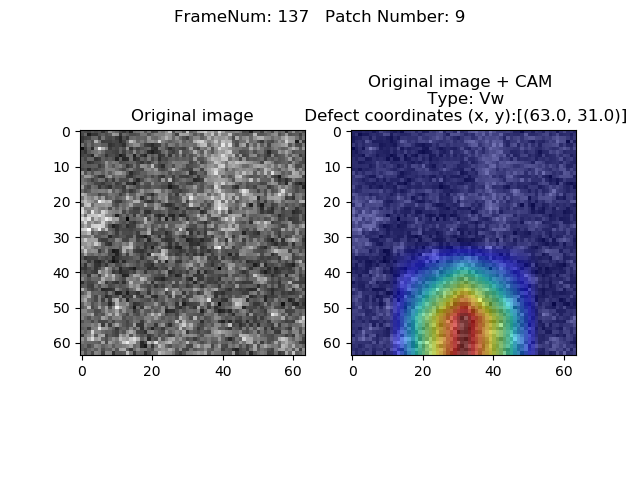 FrameNum: 137   Patch Number: 9
Original image
Original image + CAM
Type: Vw
Defect coordinates (x, y):[(63.0, 31.0)]
0
10
20
30
40
50
60
0 20 40 60
0
10
20
30
40
50
60
0 20 40 60